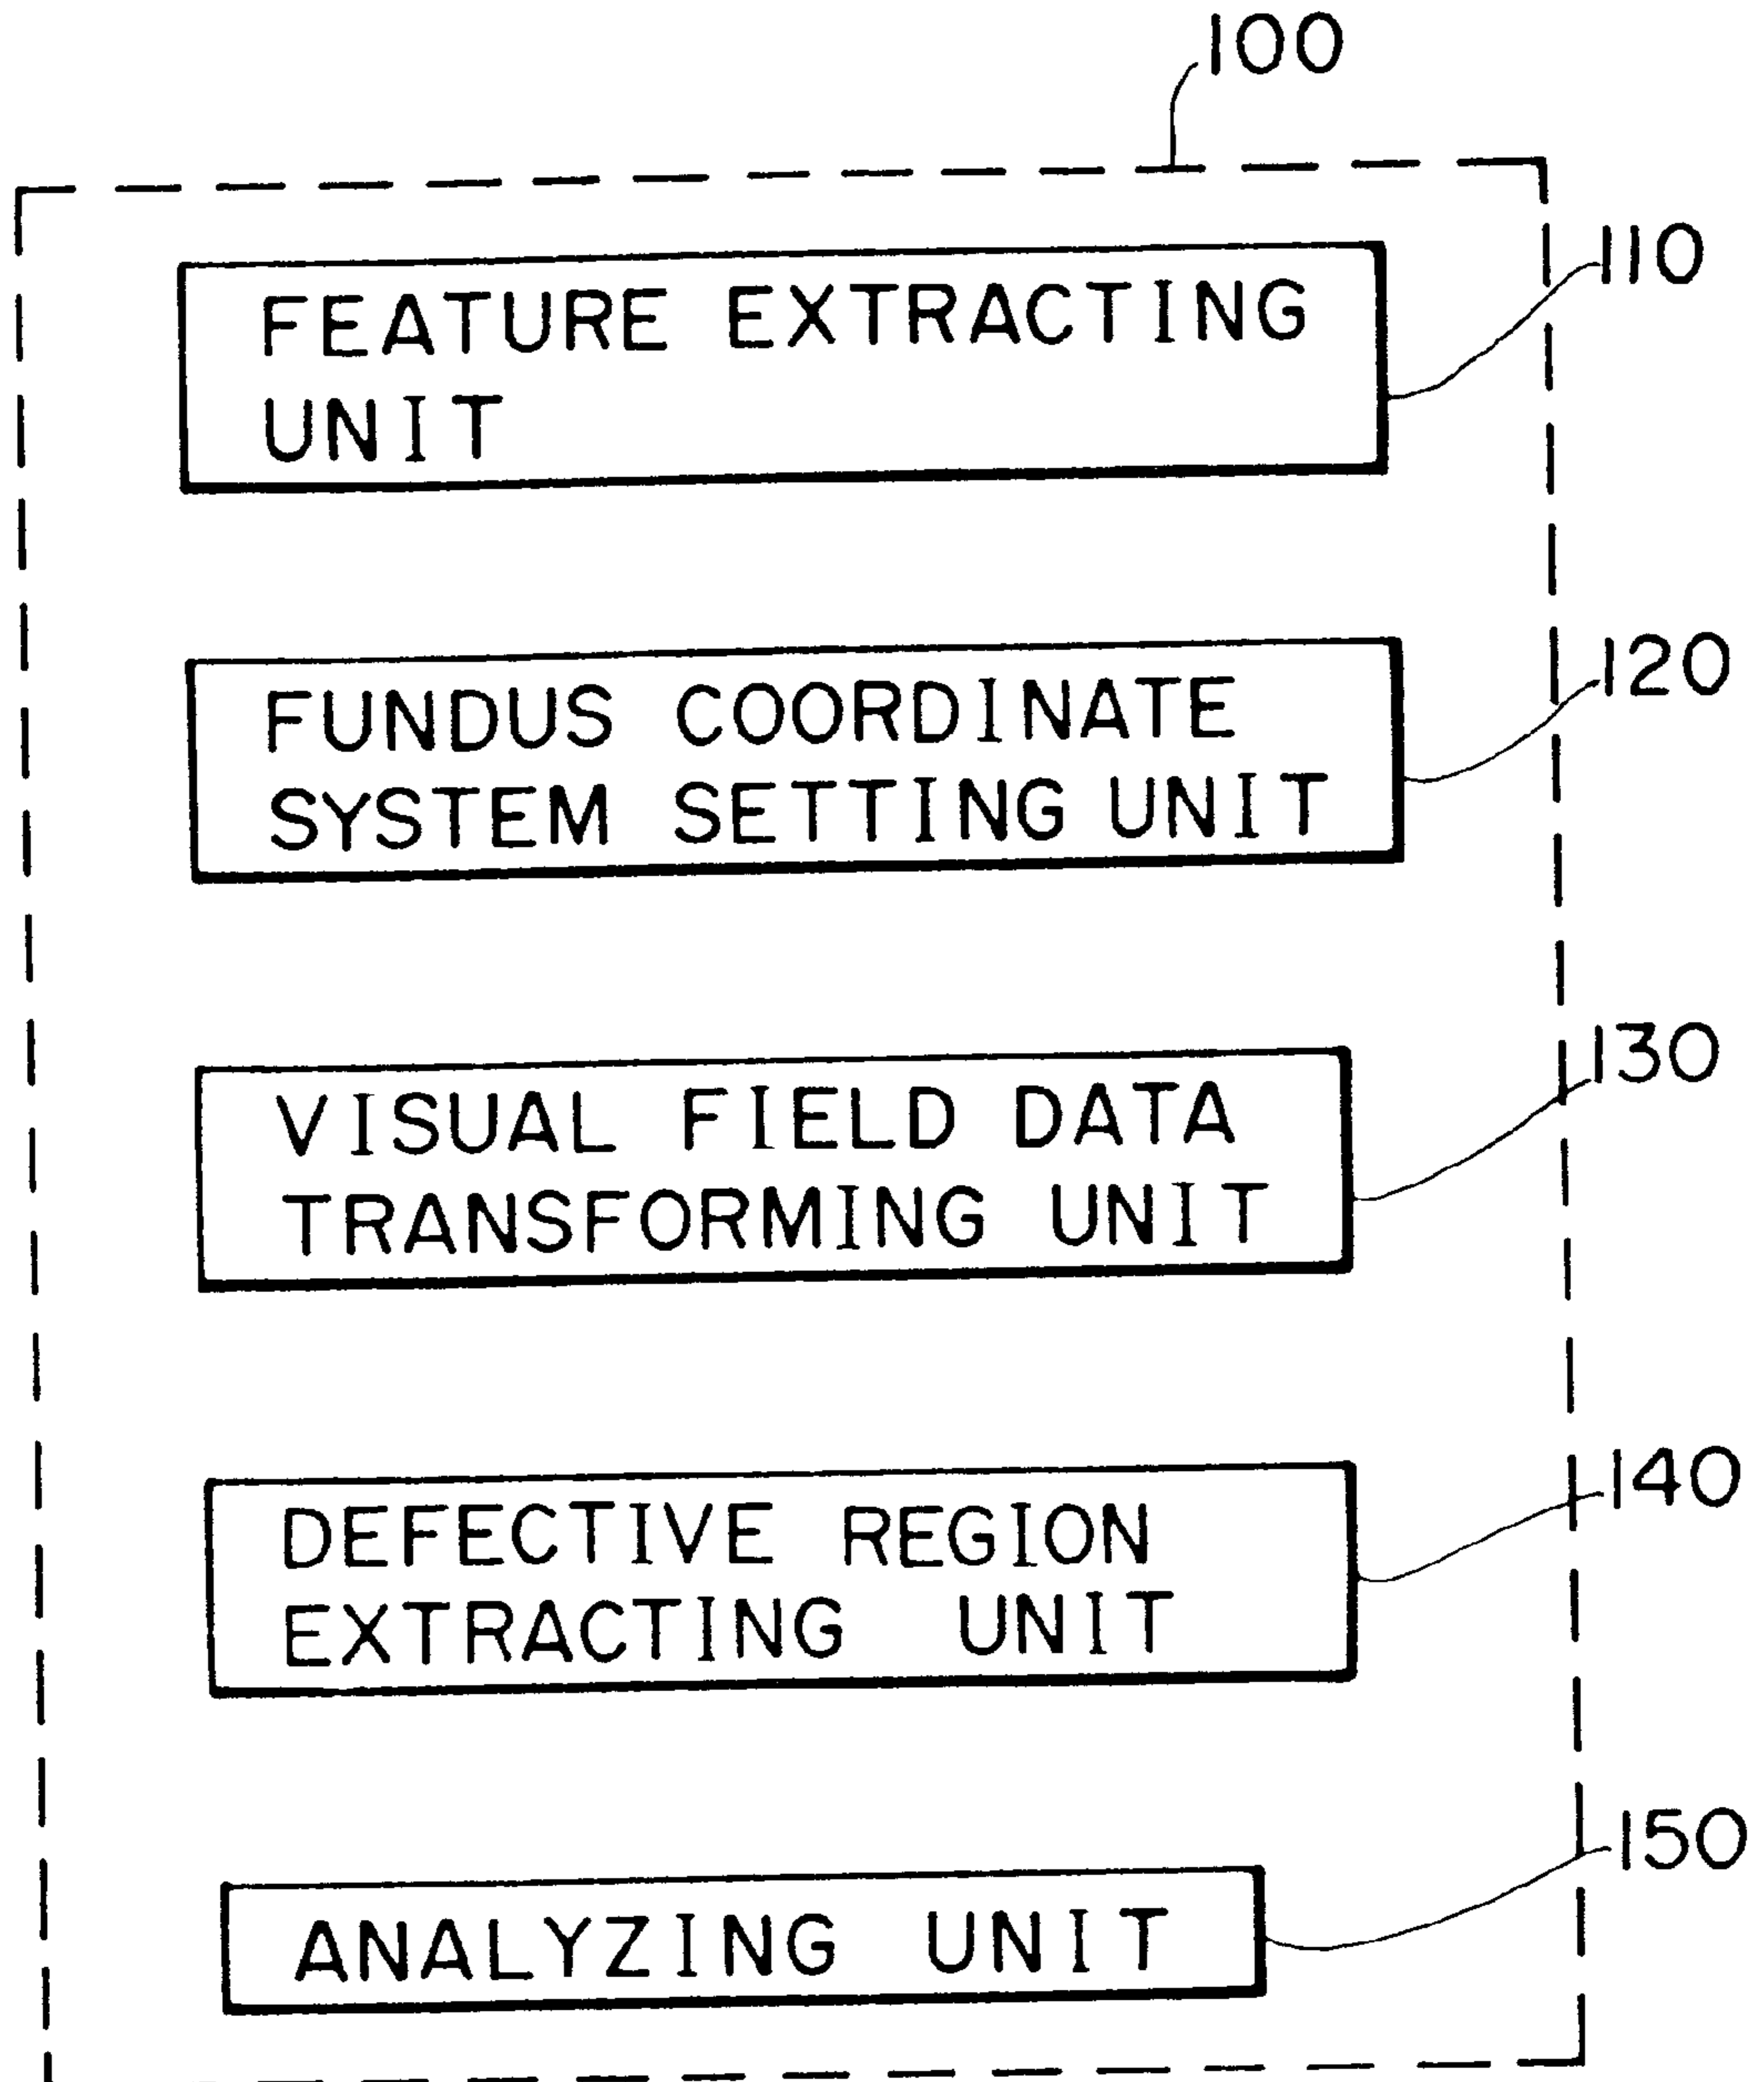 100
FEATURE EXTRACTING
UNIT
110
FUNDUS COORDINATE
SYSTEM SETTING UNIT
120
VISUAL FIELD DATA
TRANSFORMING UNIT
130
DEFECTIVE REGION
EXTRACTING UNIT
140
ANALYZING UNIT
150